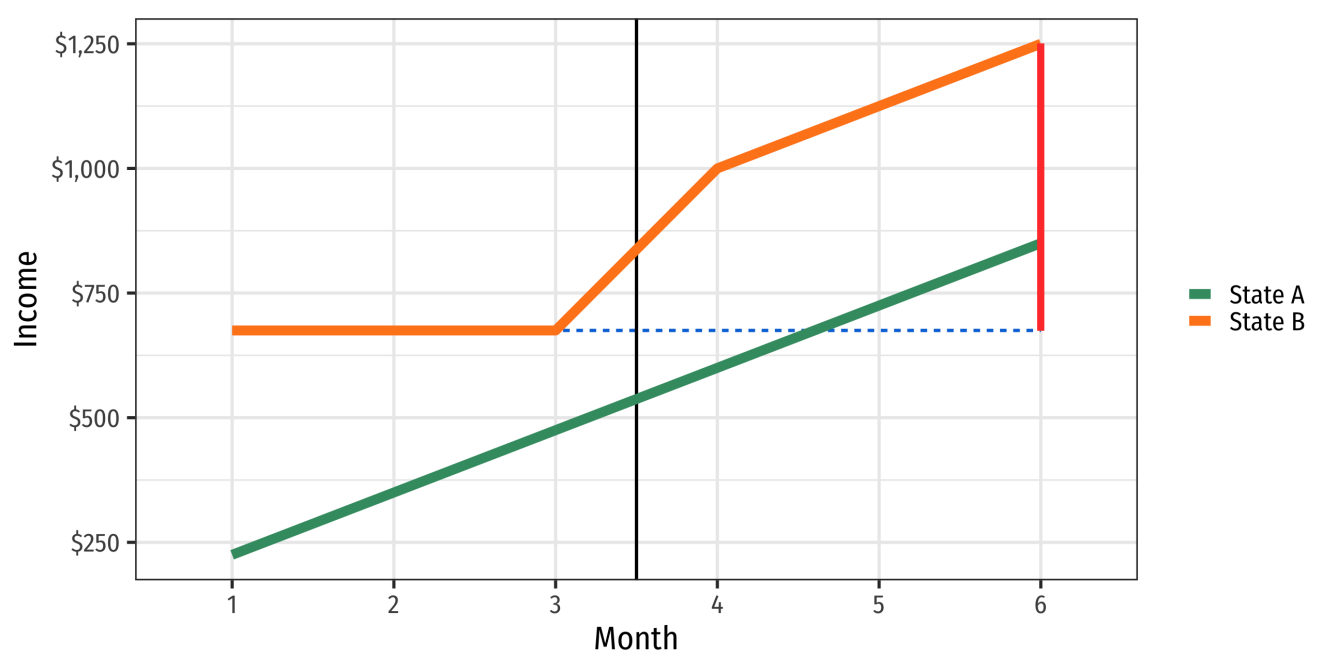 $1,250
$1,000
$750
$500
$250
Income
1 2 3 4 5 6
Month
State A
State B